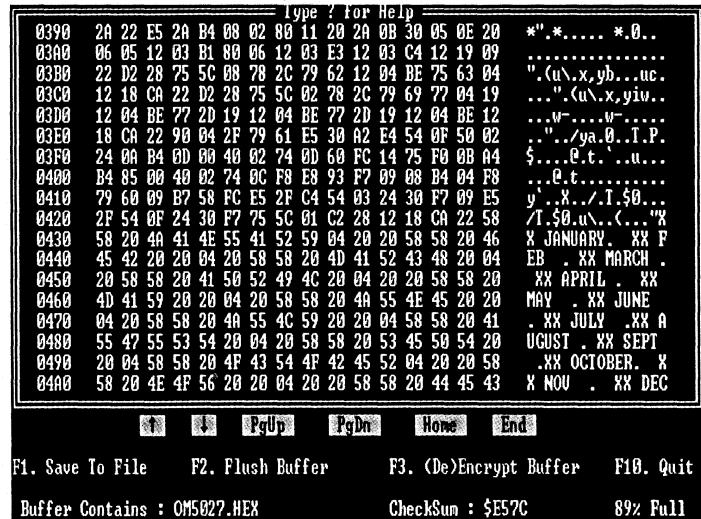 Type ? for Help
0390 2A 22 E5 2A B4 08 02 80 11 20 2A 0B 30 05 0E 20 *".*..... *.0..
03A0 06 05 12 03 B1 80 06 12 03 E3 12 03 C4 12 19 09 ................
03B0 22 D2 28 75 5C 08 78 2C 79 62 12 04 BE 75 63 04 ".(u\.x,yb...uc.
03C0 12 18 CA 22 D2 28 75 5C 02 78 2C 79 69 77 04 19 ...".(u\.x,yiw..
03D0 12 04 BE 77 2D 19 12 04 BE 77 2D 19 12 04 BE 12 ...w-....w-.....
03E0 18 CA 22 90 04 2F 79 61 E5 30 A2 E4 54 0F 50 02 .."../ya.0..T.P.
03F0 24 0A B4 0D 00 40 02 74 0D 60 FC 14 75 F0 0B A4 $....@.t.`..u...
0400 B4 85 00 40 02 74 0C F8 E8 93 F7 09 08 B4 04 F8 ...@.t..........
0410 79 60 09 B7 58 FC E5 2F C4 54 03 24 30 F7 09 E5 y`..X../.T.$0...
0420 2F 54 0F 24 30 F7 75 5C 01 C2 28 12 18 CA 22 58 /T.$0.u\..(..."X
0430 58 20 4A 41 4E 55 41 52 59 04 20 20 58 58 20 46 X JANUARY. XX F
0440 45 42 20 20 04 20 58 58 20 4D 41 52 43 48 20 04 EB . XX MARCH .
0450 20 58 58 20 41 50 52 49 4C 20 04 20 20 58 58 20 XX APRIL . XX
0460 4D 41 59 20 20 04 20 58 58 20 4A 55 4E 45 20 20 MAY . XX JUNE
0470 04 20 58 58 20 4A 55 4C 59 20 20 04 58 58 20 41 . XX JULY .XX A
0480 55 47 55 53 54 20 04 20 58 58 20 53 45 50 54 20 UGUST . XX SEPT
0490 20 04 58 58 20 4F 43 54 4F 42 45 52 04 20 20 58 .XX OCTOBER. X
04A0 58 20 4E 4F 56 20 20 04 20 20 58 58 20 44 45 43 X NOV . XX DEC
↑ ↓ PgUp PgDn Home End
F1. Save To File F2. Flush Buffer F3. (De)Encrypt Buffer F10. Quit
Buffer Contains : OM5027.HEX CheckSum : $E57C 89% Full